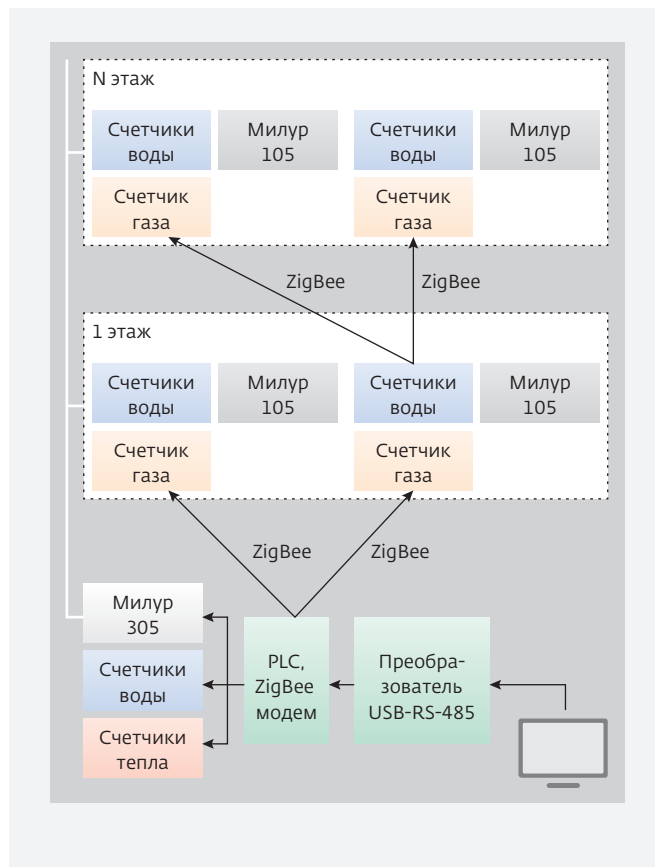 N этаж
Счетчики
воды
Милур
105
Счетчики
воды
Милур
105
Счетчик
газа
Счетчик
газа
ZigBee
ZigBee
1 этаж
Счетчики
воды
Милур
105
Счетчики
воды
Милур
105
Счетчик
газа
Счетчик
газа
ZigBee
ZigBee
Милур
305
Счетчики
воды
Счетчики
тепла
PLC,
ZigBee
модем
Преобра-
зователь
USB-RS-485